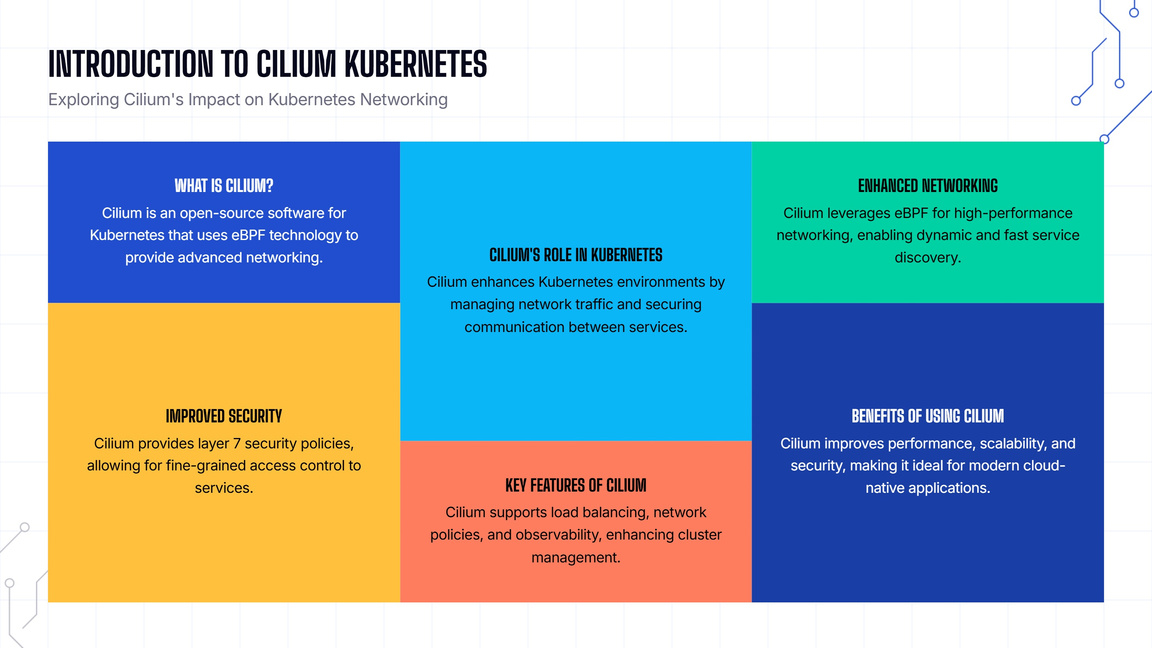 INTRODUCTION TO CILIUM KUBERNETES
Exploring Cilium's Impact on Kubernetes Networking
WHAT IS CILIUM?
Cilium is an open-source software for
Kubernetes that uses eBPF technology to
provide advanced networking.
CILIUM'S ROLE IN KUBERNETES
Cilium enhances Kubernetes environments by
managing network traffic and securing
communication between services.
ENHANCED NETWORKING
Cilium leverages eBPF for high-performance
networking, enabling dynamic and fast service
discovery.
IMPROVED SECURITY
Cilium provides layer 7 security policies,
allowing for fine-grained access control to
services.
KEY FEATURES OF CILIUM
Cilium supports load balancing, network
policies, and observability, enhancing cluster
management.
BENEFITS OF USING CILIUM
Cilium improves performance, scalability, and
security, making it ideal for modern cloud-
native applications.